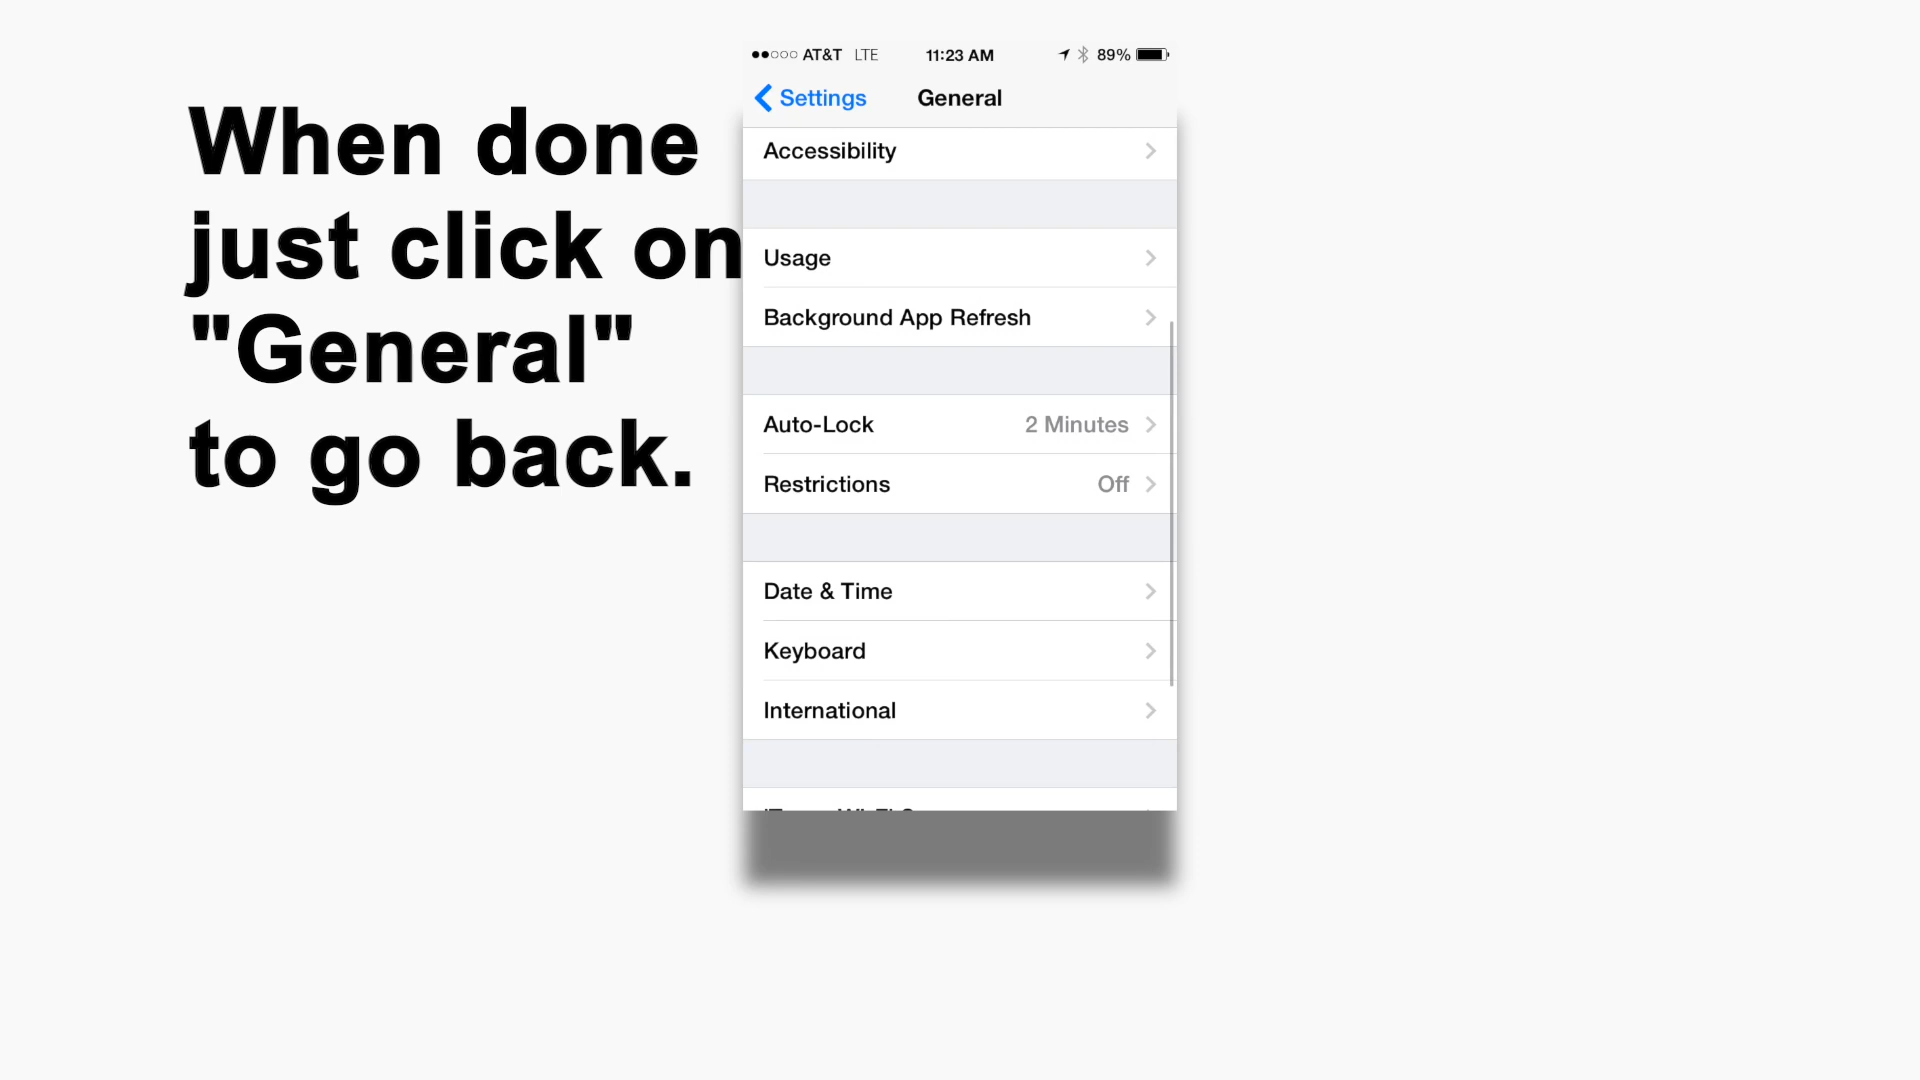 When done
just click on
"General"
to go back.
AT&T LTE 11:23 AM 89%
Settings General
Accessibility
Usage
Background App Refresh
Auto-Lock 2 Minutes
Restrictions Off
Date & Time
Keyboard
International